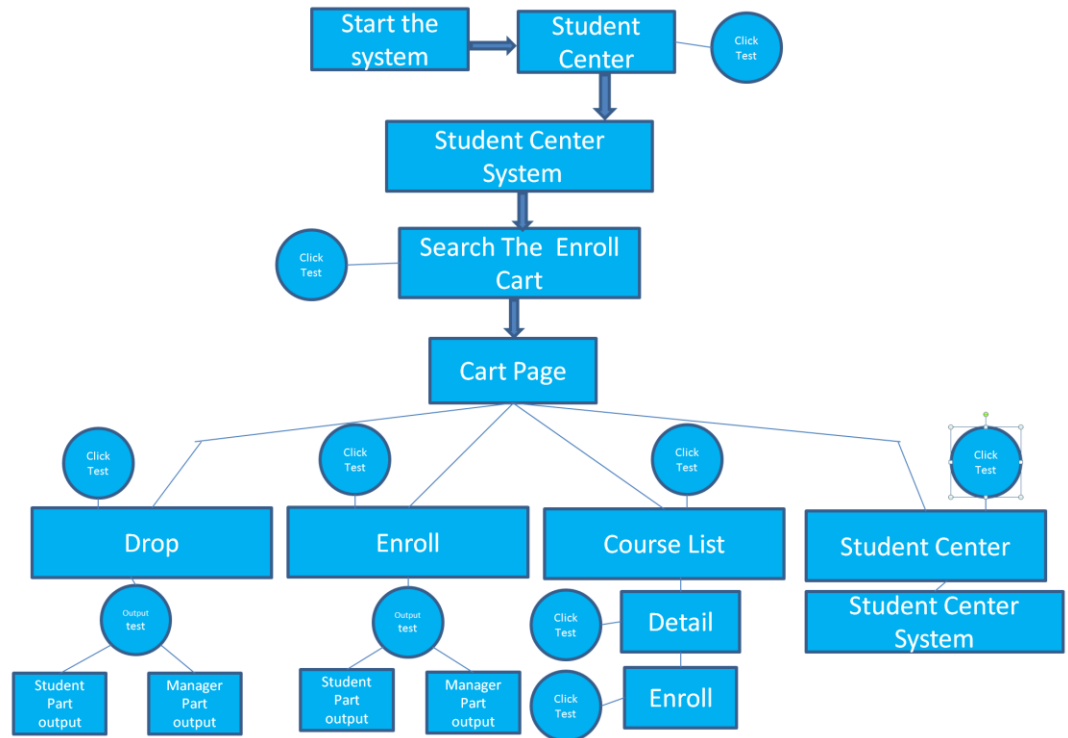 Start the
system
Student
Center
Click
Test
Student Center
System
Click
Test
Search The Enroll
Cart
Cart Page
Click
Test
Click
Test
Click
Test
Click
Test
Drop
Enroll
Course List
Student Center
Output
test
Output
test
Click
Test
Detail
Student Center
System
Student
Part
output
Manager
Part
output
Student
Part
output
Manager
Part
output
Click
Test
Enroll